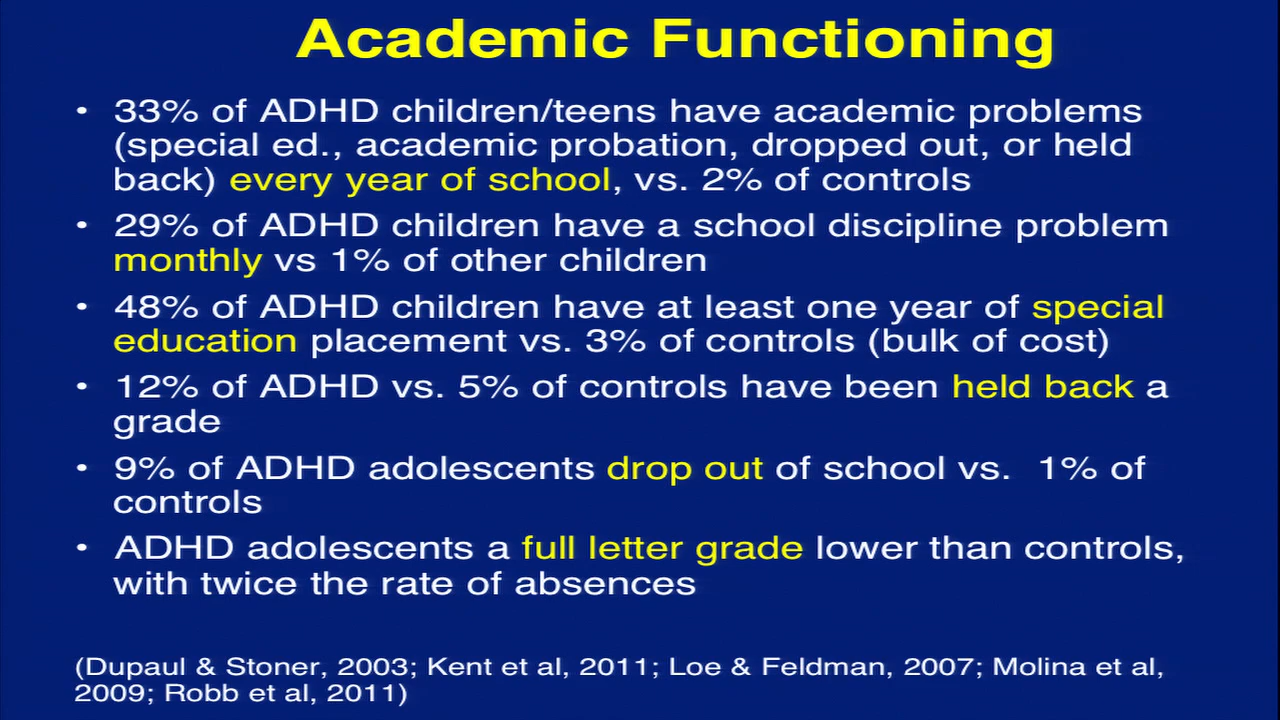 Academic Functioning
• 33% of ADHD children/teens have academic problems
(special ed., academic probation, dropped out, or held
back) every year of school, vs. 2% of controls
• 29% of ADHD children have a school discipline problem
monthly vs 1% of other children
• 48% of ADHD children have at least one year of special
education placement vs. 3% of controls (bulk of cost)
• 12% of ADHD vs. 5% of controls have been held back a
grade
• 9% of ADHD adolescents drop out of school vs.  1% of
controls
• ADHD adolescents a full letter grade lower than controls,
with twice the rate of absences
(Dupaul & Stoner, 2003; Kent et al, 2011; Loe & Feldman, 2007; Molina et al,
2009; Robb et al, 2011)